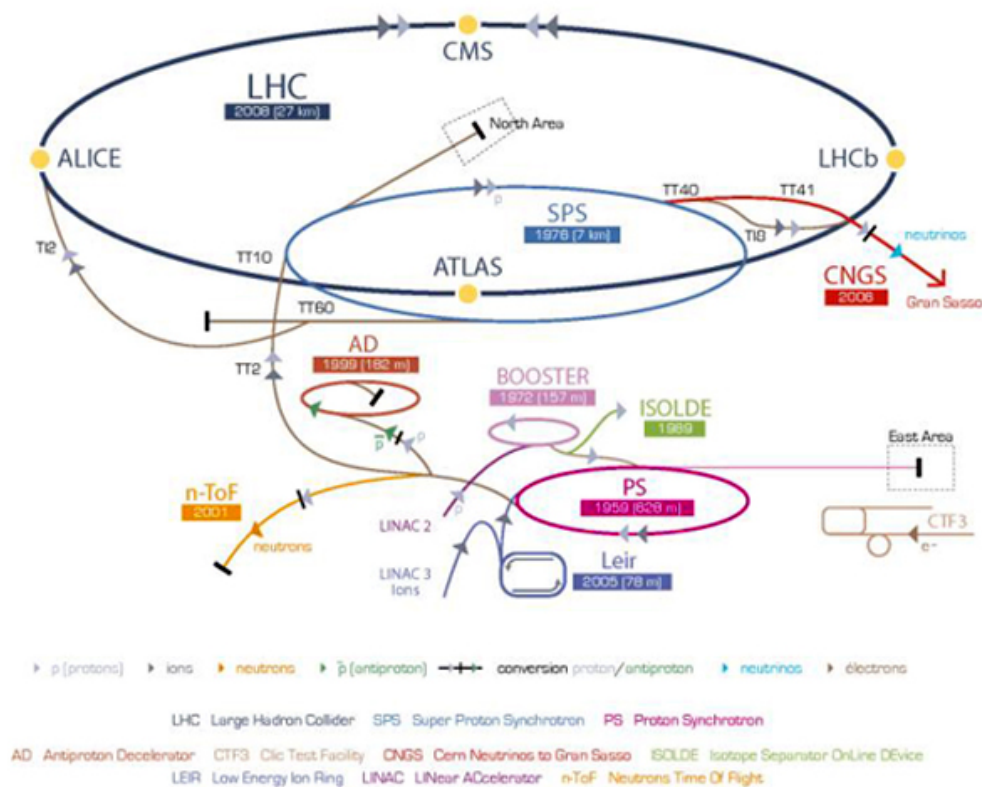 CMS
LHC
2008 (27 km)
North Area
ALICE
LHCb
TT40
TT41
SPS
1976 (7 km)
p
TI8
TI2
TT10
ATLAS
neutrinos
CNGS
2006
Gran Sasso
TT60
AD
1999 (182 m)
TT2
BOOSTER
1972 (157 m)
ISOLDE
1989
East Area
p̅
p
n-ToF
2001
PS
1959 (628 m)
LINAC 2
p
CTF3
e-
neutrons
LINAC 3
Ions
Leir
2005 (78 m)
p (protons) ions neutrons p̅ (antiproton) conversion proton/antiproton neutrinos électrons
LHC Large Hadron Collider SPS Super Proton Synchrotron PS Proton Synchrotron
AD Antiproton Decelerator CTF3 Clic Test Facility CNGS Cern Neutrinos to Gran Sasso ISOLDE Isotope Separator OnLine DEvice
LEIR Low Energy Ion Ring LINAC LINear ACcelerator n-ToF Neutrons Time Of Flight